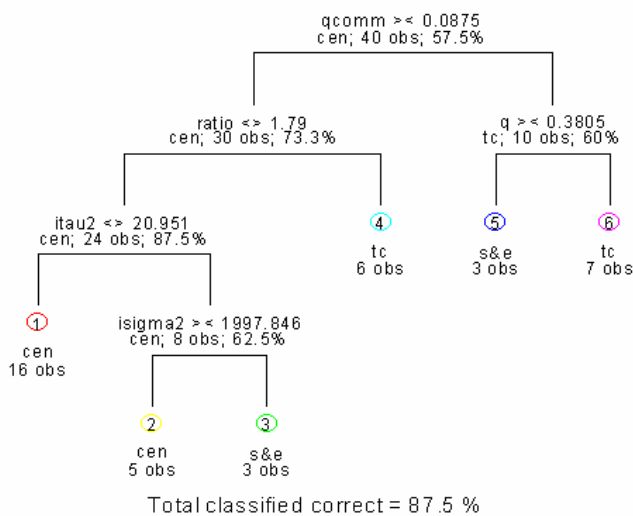 qcomm >< 0.0875
cen; 40 obs; 57.5%
ratio <> 1.79
cen; 30 obs; 73.3%
q >< 0.3805
tc; 10 obs; 60%
itau2 <> 20.951
cen; 24 obs; 87.5%
4
tc
6 obs
5
s&e
3 obs
6
tc
7 obs
1
cen
16 obs
isigma2 >< 1997.846
cen; 8 obs; 62.5%
2
cen
5 obs
3
s&e
3 obs
Total classified correct = 87.5 %